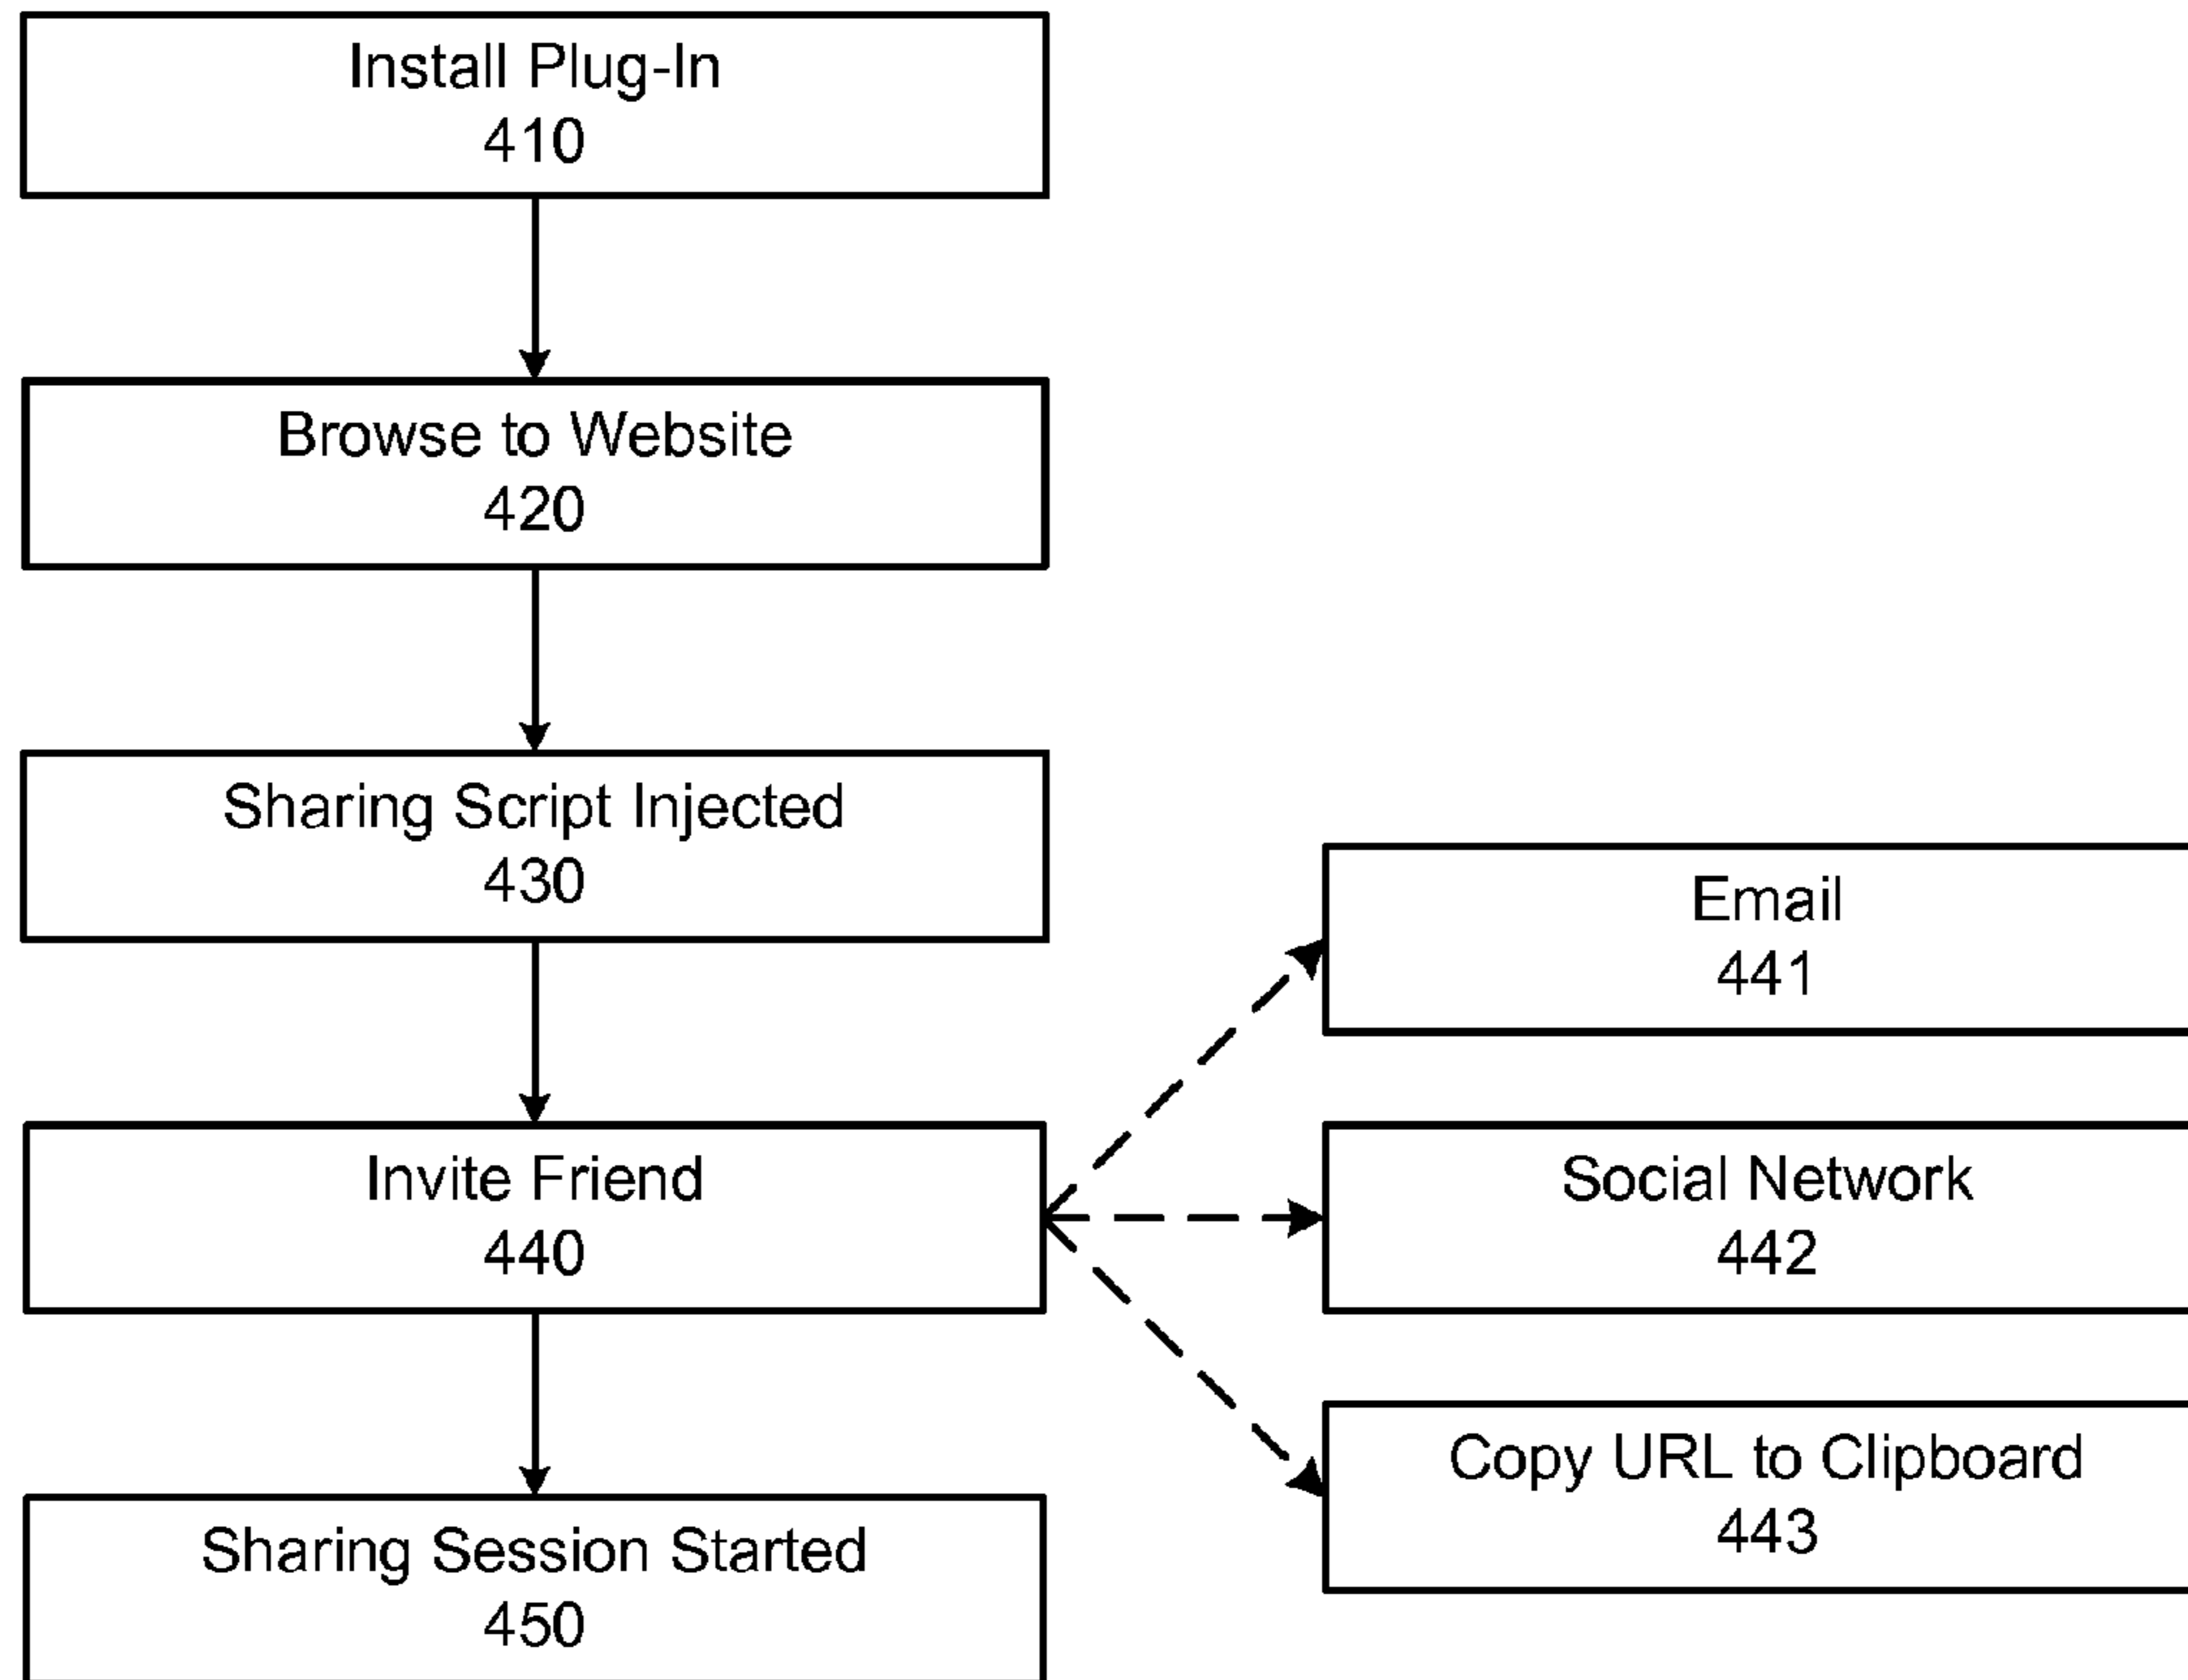 Install Plug-In
410
Browse to Website
420
Sharing Script Injected
430
Invite Friend
440
Sharing Session Started
450
Email
441
Social Network
442
Copy URL to Clipboard
443